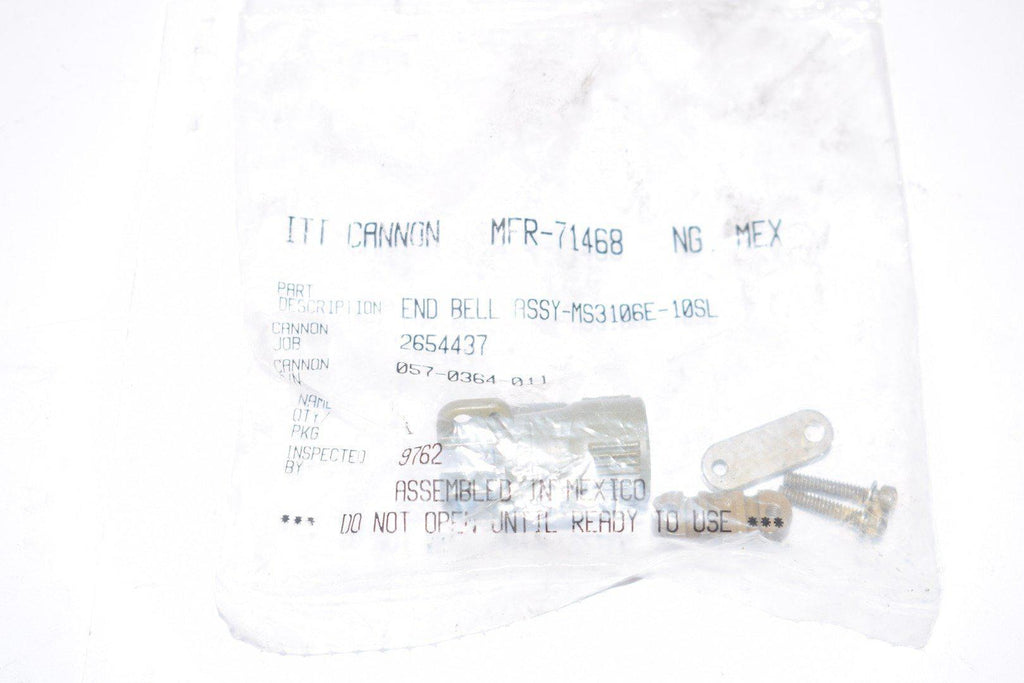 ITT CANNON MFR-71468 NG. MEX
PART
DESCRIPTION END BELL ASSY-MS3106E-10SL
CANNON
JOB 2654437
CANNON
S/N 057-0364-011
NAME
QTY/
PKG 1
INSPECTED
BY 9762
ASSEMBLED IN MEXICO
*** DO NOT OPEN UNTIL READY TO USE ***